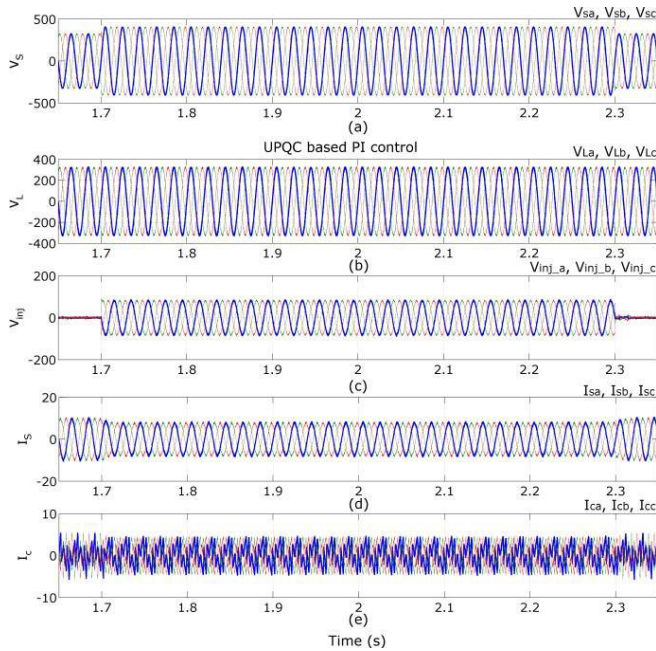 Vsa, Vsb, Vsc
500
0
-500
VS
1.7 1.8 1.9 2 2.1 2.2 2.3
(a)
UPQC based PI control
VLa, VLb, VLc
400
200
0
-200
-400
VL
1.7 1.8 1.9 2 2.1 2.2 2.3
(b)
Vinj_a, Vinj_b, Vinj_c
200
0
-200
Vinj
1.7 1.8 1.9 2 2.1 2.2 2.3
(c)
Isa, Isb, Isc
20
0
-20
IS
1.7 1.8 1.9 2 2.1 2.2 2.3
(d)
Ica, Icb, Icc
10
0
-10
Ic
1.7 1.8 1.9 2 2.1 2.2 2.3
(e)
Time (s)